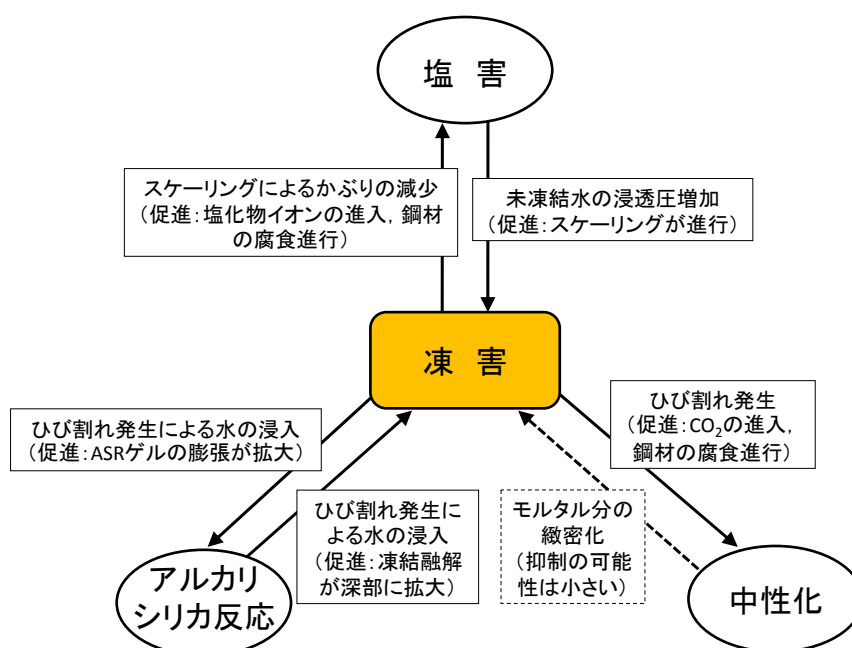 塩 害
スケーリングによるかぶりの減少
（促進：塩化物イオンの進入，鋼材
の腐食進行）
未凍結水の浸透圧増加
（促進：スケーリングが進行）
凍 害
ひび割れ発生による水の浸入
（促進：ASRゲルの膨張が拡大）
ひび割れ発生
（促進：CO₂の進入，
鋼材の腐食進行）
ひび割れ発生に
よる水の浸入
（促進：凍結融解
が深部に拡大）
モルタル分の
緻密化
（抑制の可能
性は小さい）
アルカリ
シリカ反応
中性化